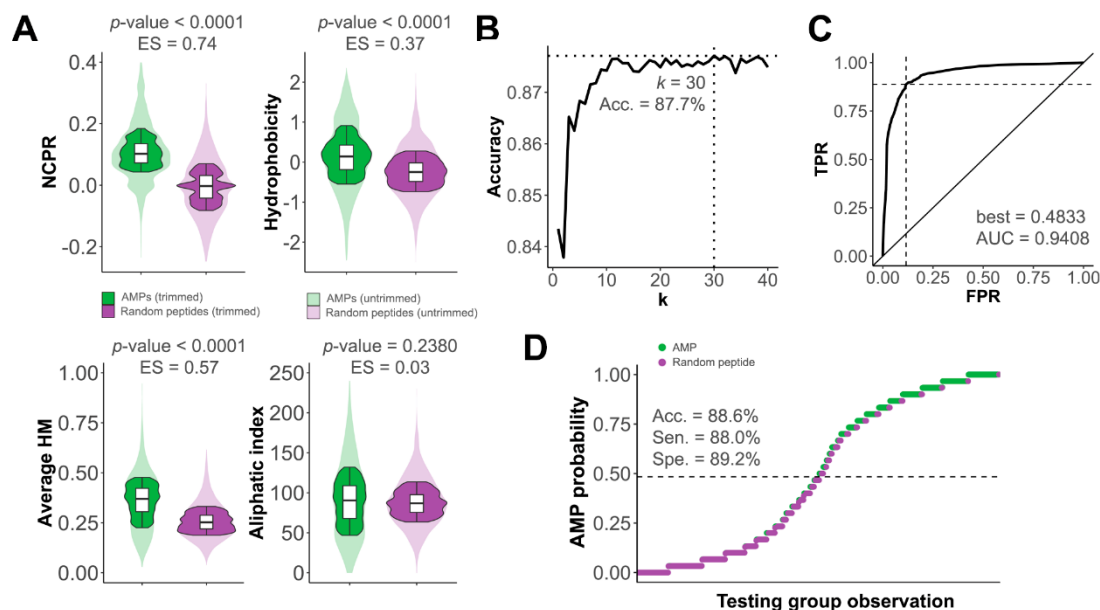 A
p-value < 0.0001
ES = 0.74
NCPR
0.4
0.2
0.0
-0.2
p-value < 0.0001
ES = 0.37
Hydrophobicity
2
1
0
-1
-2
AMPs (trimmed)
Random peptides (trimmed)
AMPs (untrimmed)
Random peptides (untrimmed)
p-value < 0.0001
ES = 0.57
Average HM
1.00
0.75
0.50
0.25
0.00
p-value = 0.2380
ES = 0.03
Aliphatic index
250
200
150
100
50
0
B
Accuracy
0.87
0.86
0.85
0.84
k = 30
Acc. = 87.7%
0 10 20 30 40
k
C
TPR
1.00
0.75
0.50
0.25
0.00
best = 0.4833
AUC = 0.9408
0.00 0.25 0.50 0.75 1.00
FPR
D
AMP
Random peptide
AMP probability
1.00
0.75
0.50
0.25
0.00
Acc. = 88.6%
Sen. = 88.0%
Spe. = 89.2%
Testing group observation